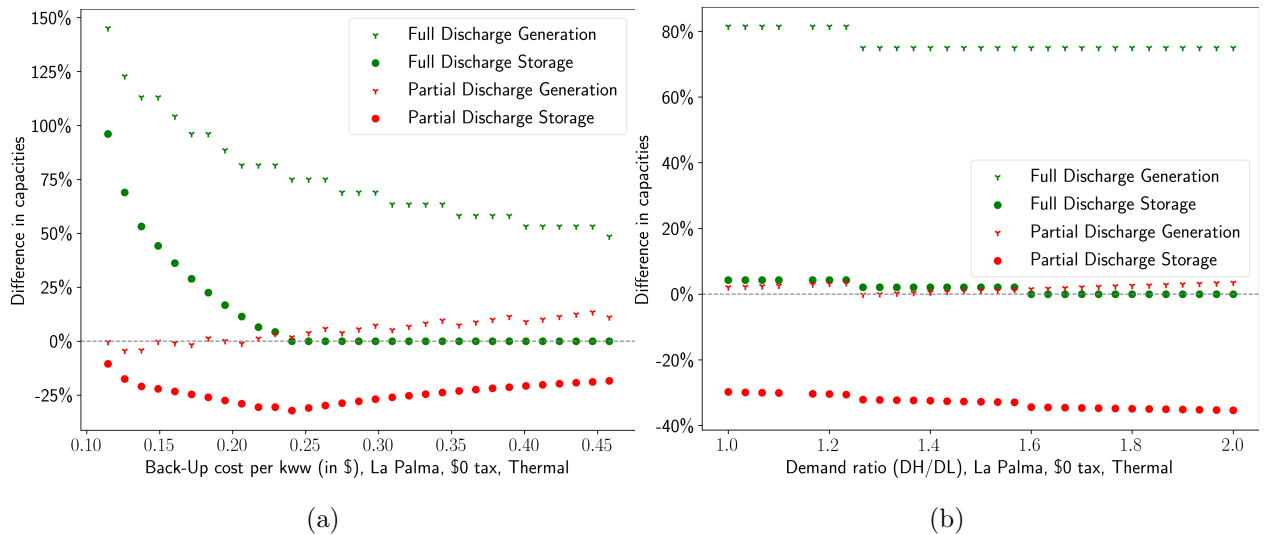 150%
125%
100%
75%
50%
25%
0%
-25%
Difference in capacities
Full Discharge Generation
Full Discharge Storage
Partial Discharge Generation
Partial Discharge Storage
0.10 0.15 0.20 0.25 0.30 0.35 0.40 0.45
Back-Up cost per kww (in $), La Palma, $0 tax, Thermal
(a)
80%
60%
40%
20%
0%
-20%
-40%
Difference in capacities
Full Discharge Generation
Full Discharge Storage
Partial Discharge Generation
Partial Discharge Storage
1.0 1.2 1.4 1.6 1.8 2.0
Demand ratio (DH/DL), La Palma, $0 tax, Thermal
(b)